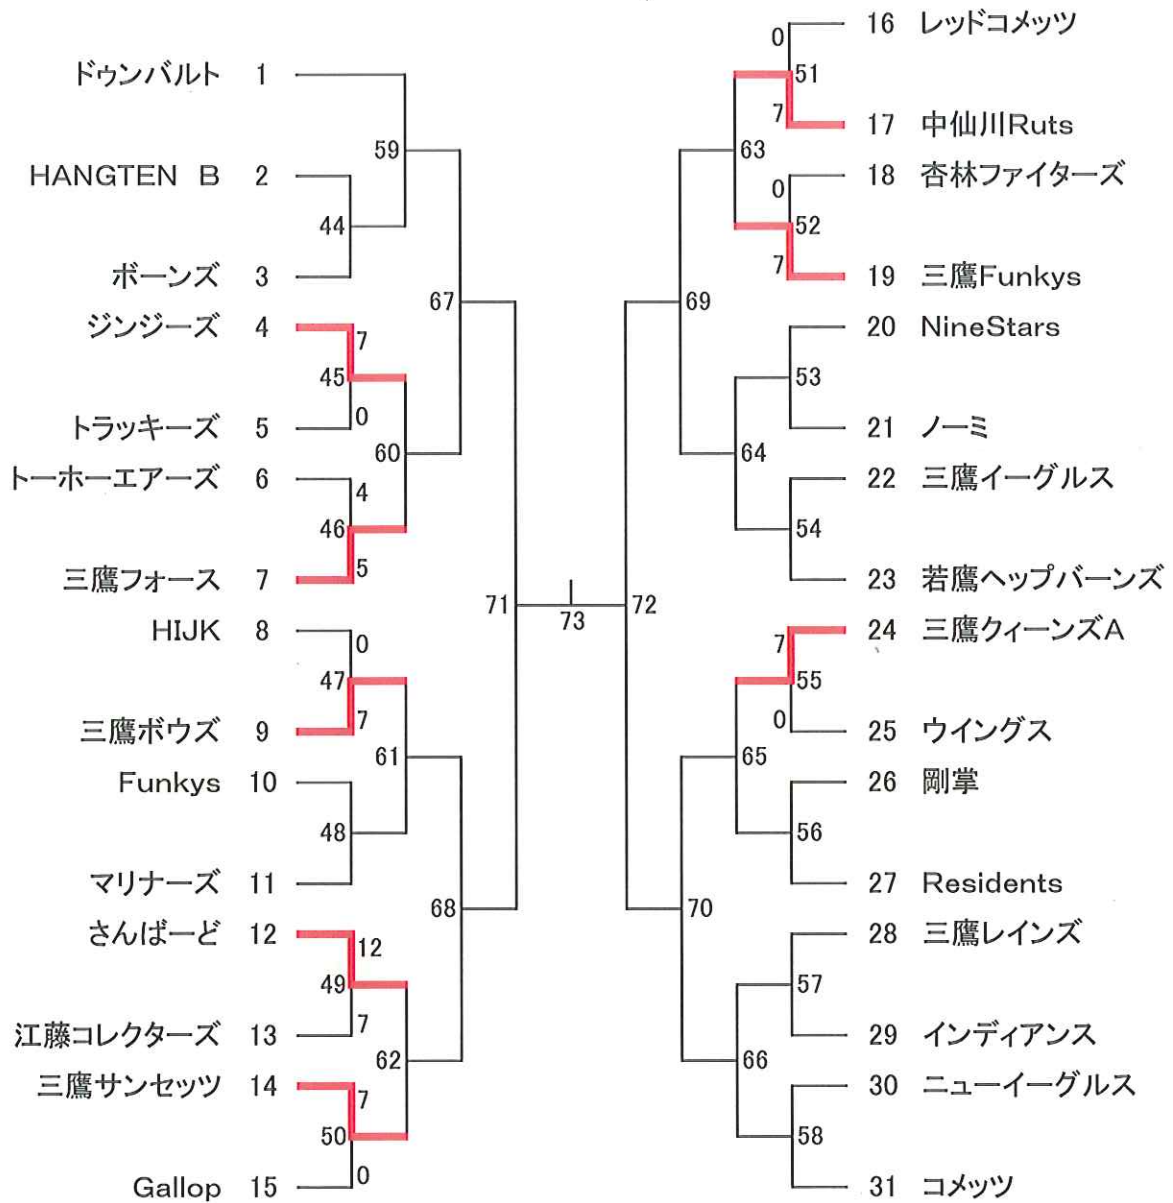 ドゥンバルト 1
59
HANGTEN B 2
44
ボーンズ 3
67
ジンジーズ 4
7
45
0
トラッキーズ 5
60
トーホーエアーズ 6
4
46
5
三鷹フォース 7
71
HIJK 8
0
47
7
三鷹ボウズ 9
61
Funkys 10
48
マリナーズ 11
68
さんばーど 12
12
49
7
江藤コレクターズ 13
62
三鷹サンセッツ 14
7
50
0
Gallop 15
73
16 レッドコメッツ
0
51
7
17 中仙川Ruts
63
18 杏林ファイターズ
0
52
7
19 三鷹Funkys
69
20 NineStars
53
21 ノーミ
64
22 三鷹イーグルス
54
23 若鷹ヘップバーンズ
72
24 三鷹クィーンズA
7
55
0
25 ウイングス
65
26 剛掌
56
27 Residents
70
28 三鷹レインズ
57
29 インディアンス
66
30 ニューイーグルス
58
31 コメッツ